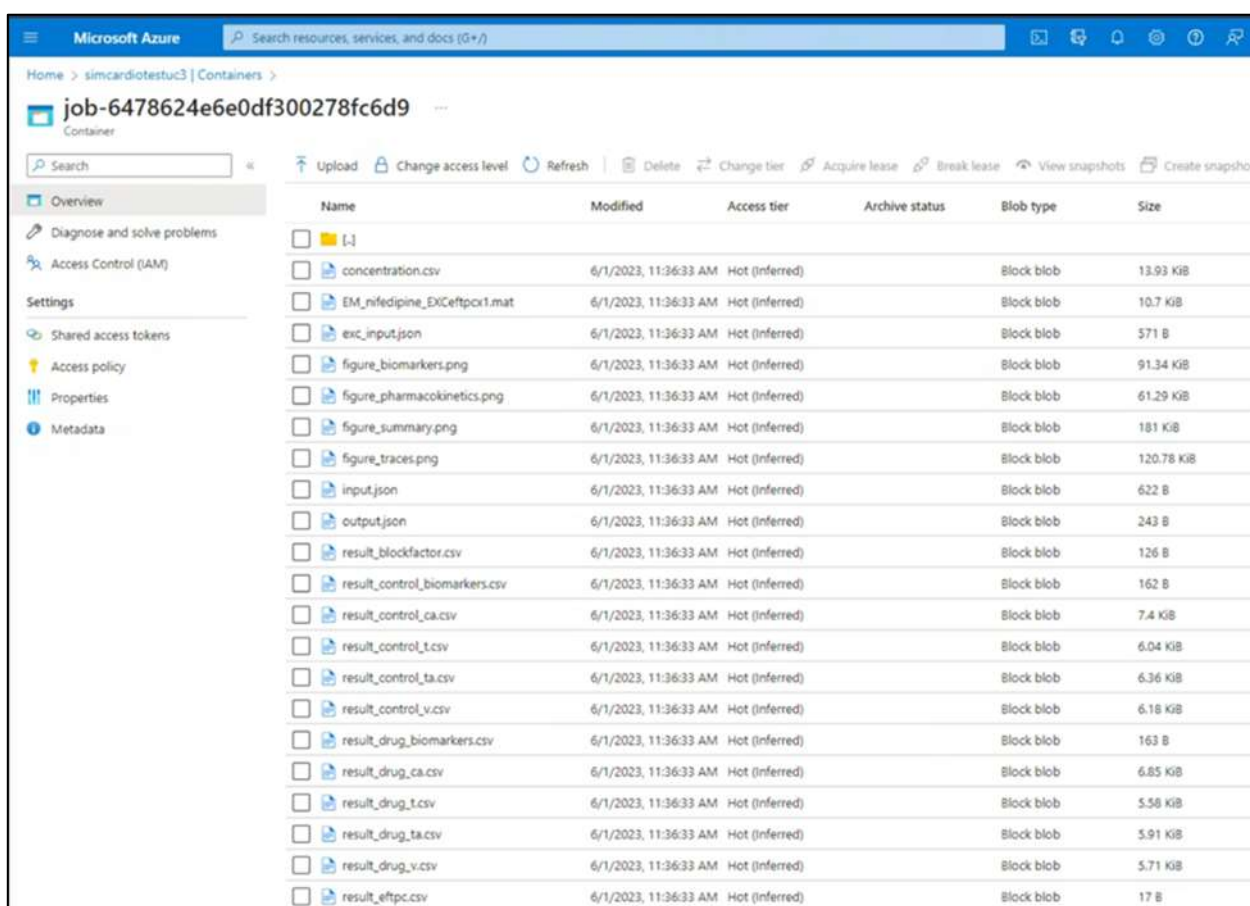 Microsoft Azure
Search resources, services, and docs (G+/)
Home > simcardiotestuc3 | Containers >
job-6478624e6e0df300278fc6d9 ...
Container
Search «
Upload Change access level Refresh Delete Change tier Acquire lease Break lease View snapshots Create snapsho
Overview
Diagnose and solve problems
Access Control (IAM)
Settings
Shared access tokens
Access policy
Properties
Metadata
Name Modified Access tier Archive status Blob type Size
[..]
concentration.csv 6/1/2023, 11:36:33 AM Hot (Inferred) Block blob 13.93 KiB
EM_nifedipine_EXCeftpcx1.mat 6/1/2023, 11:36:33 AM Hot (Inferred) Block blob 10.7 KiB
exc_input.json 6/1/2023, 11:36:33 AM Hot (Inferred) Block blob 571 B
figure_biomarkers.png 6/1/2023, 11:36:33 AM Hot (Inferred) Block blob 91.34 KiB
figure_pharmacokinetics.png 6/1/2023, 11:36:33 AM Hot (Inferred) Block blob 61.29 KiB
figure_summary.png 6/1/2023, 11:36:33 AM Hot (Inferred) Block blob 181 KiB
figure_traces.png 6/1/2023, 11:36:33 AM Hot (Inferred) Block blob 120.78 KiB
input.json 6/1/2023, 11:36:33 AM Hot (Inferred) Block blob 622 B
output.json 6/1/2023, 11:36:33 AM Hot (Inferred) Block blob 243 B
result_blockfactor.csv 6/1/2023, 11:36:33 AM Hot (Inferred) Block blob 126 B
result_control_biomarkers.csv 6/1/2023, 11:36:33 AM Hot (Inferred) Block blob 162 B
result_control_ca.csv 6/1/2023, 11:36:33 AM Hot (Inferred) Block blob 7.4 KiB
result_control_t.csv 6/1/2023, 11:36:33 AM Hot (Inferred) Block blob 6.04 KiB
result_control_ta.csv 6/1/2023, 11:36:33 AM Hot (Inferred) Block blob 6.36 KiB
result_control_v.csv 6/1/2023, 11:36:33 AM Hot (Inferred) Block blob 6.18 KiB
result_drug_biomarkers.csv 6/1/2023, 11:36:33 AM Hot (Inferred) Block blob 163 B
result_drug_ca.csv 6/1/2023, 11:36:33 AM Hot (Inferred) Block blob 6.85 KiB
result_drug_t.csv 6/1/2023, 11:36:33 AM Hot (Inferred) Block blob 5.58 KiB
result_drug_ta.csv 6/1/2023, 11:36:33 AM Hot (Inferred) Block blob 5.91 KiB
result_drug_v.csv 6/1/2023, 11:36:33 AM Hot (Inferred) Block blob 5.71 KiB
result_eftpc.csv 6/1/2023, 11:36:33 AM Hot (Inferred) Block blob 17 B